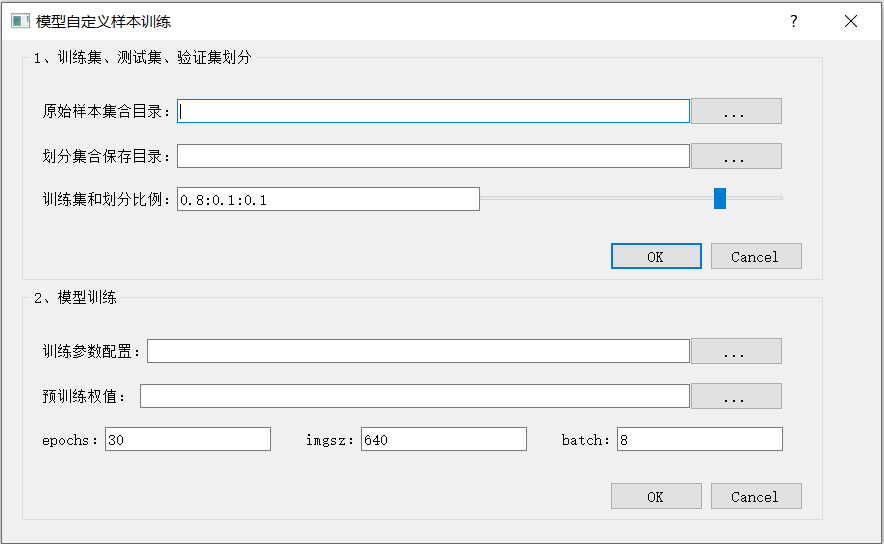 模型自定义样本训练
1、训练集、测试集、验证集划分
原始样本集合目录: ...
划分集合保存目录: ...
训练集和划分比例: 0.8:0.1:0.1
OK Cancel
2、模型训练
训练参数配置: ...
预训练权值: ...
epochs: 30 imgsz: 640 batch: 8
OK Cancel